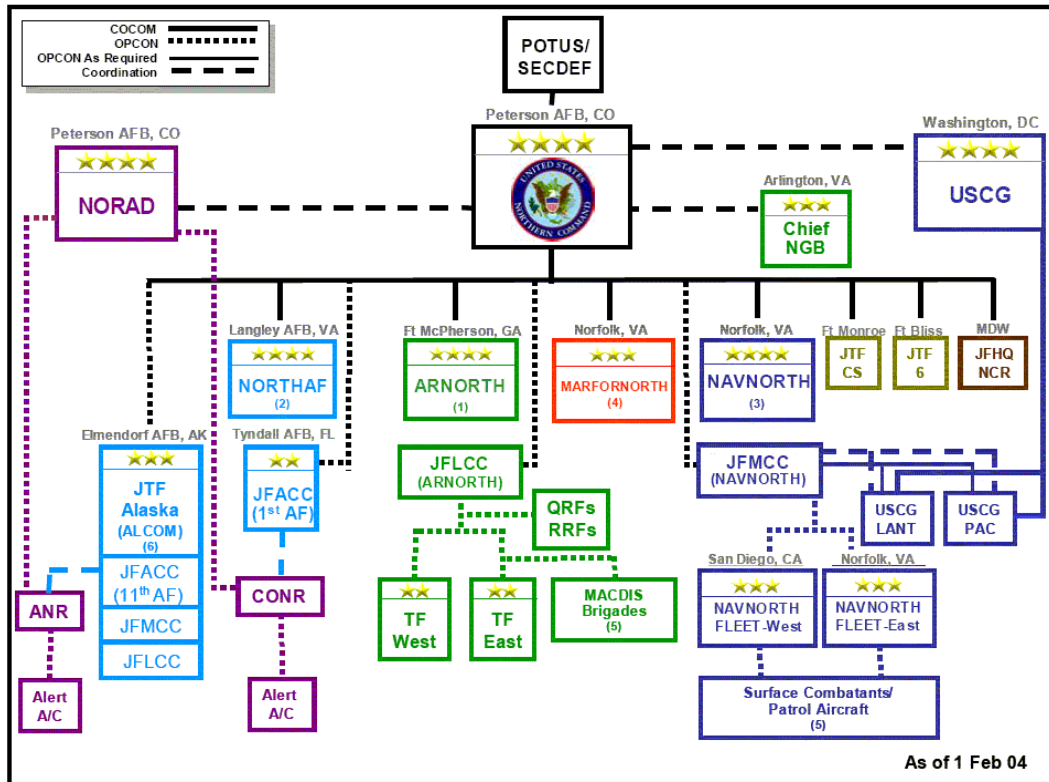 COCOM
OPCON
OPCON As Required
Coordination
POTUS/
SECDEF
Peterson AFB, CO
Peterson AFB, CO
Washington, DC
NORAD
UNITED STATES
NORTHERN COMMAND
USCG
Arlington, VA
Chief
NGB
Langley AFB, VA
NORTHAF
(2)
Ft McPherson, GA
ARNORTH
(1)
Norfolk, VA
MARFORNORTH
(4)
Norfolk, VA
NAVNORTH
(3)
Ft Monroe
JTF
CS
Ft Bliss
JTF
6
MDW
JFHQ
NCR
Elmendorf AFB, AK
JTF
Alaska
(ALCOM)
(6)
JFACC
(11th AF)
JFMCC
JFLCC
Tyndall AFB, FL
JFACC
(1st AF)
JFLCC
(ARNORTH)
QRFs
RRFs
JFMCC
(NAVNORTH)
USCG
LANT
USCG
PAC
ANR
CONR
TF
West
TF
East
MACDIS
Brigades
(5)
San Diego, CA
NAVNORTH
FLEET-West
Norfolk, VA
NAVNORTH
FLEET-East
Alert
A/C
Alert
A/C
Surface Combatants/
Patrol Aircraft
(5)
As of 1 Feb 04